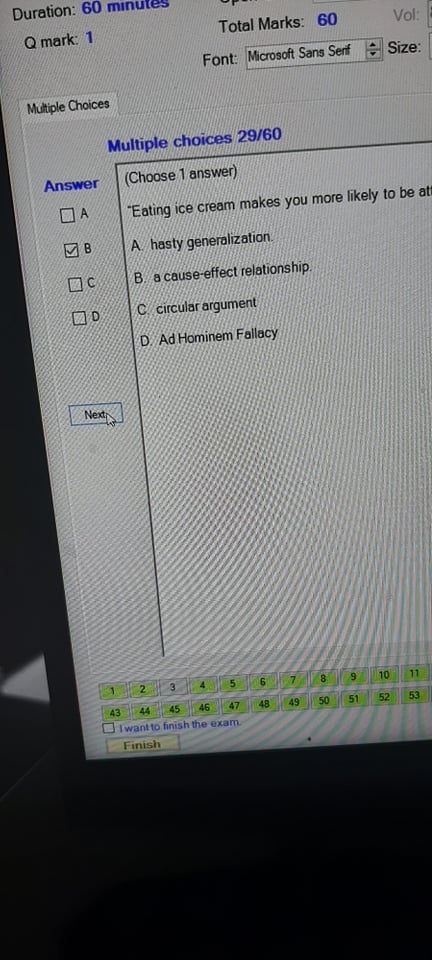 Duration: 60 minutes
Q mark: 1
Total Marks: 60
Vol:
Font: Microsoft Sans Serif
Size:
Multiple Choices
Multiple choices 29/60
Answer
(Choose 1 answer)
"Eating ice cream makes you more likely to be
A. hasty generalization.
B. a cause-effect relationship.
C. circular argument
D. Ad Hominem Fallacy
A
B
C
D
Next
1 2 3 4 5 6 7 8 9 10 11
43 44 45 46 47 48 49 50 51 52 53
I want to finish the exam.
Finish